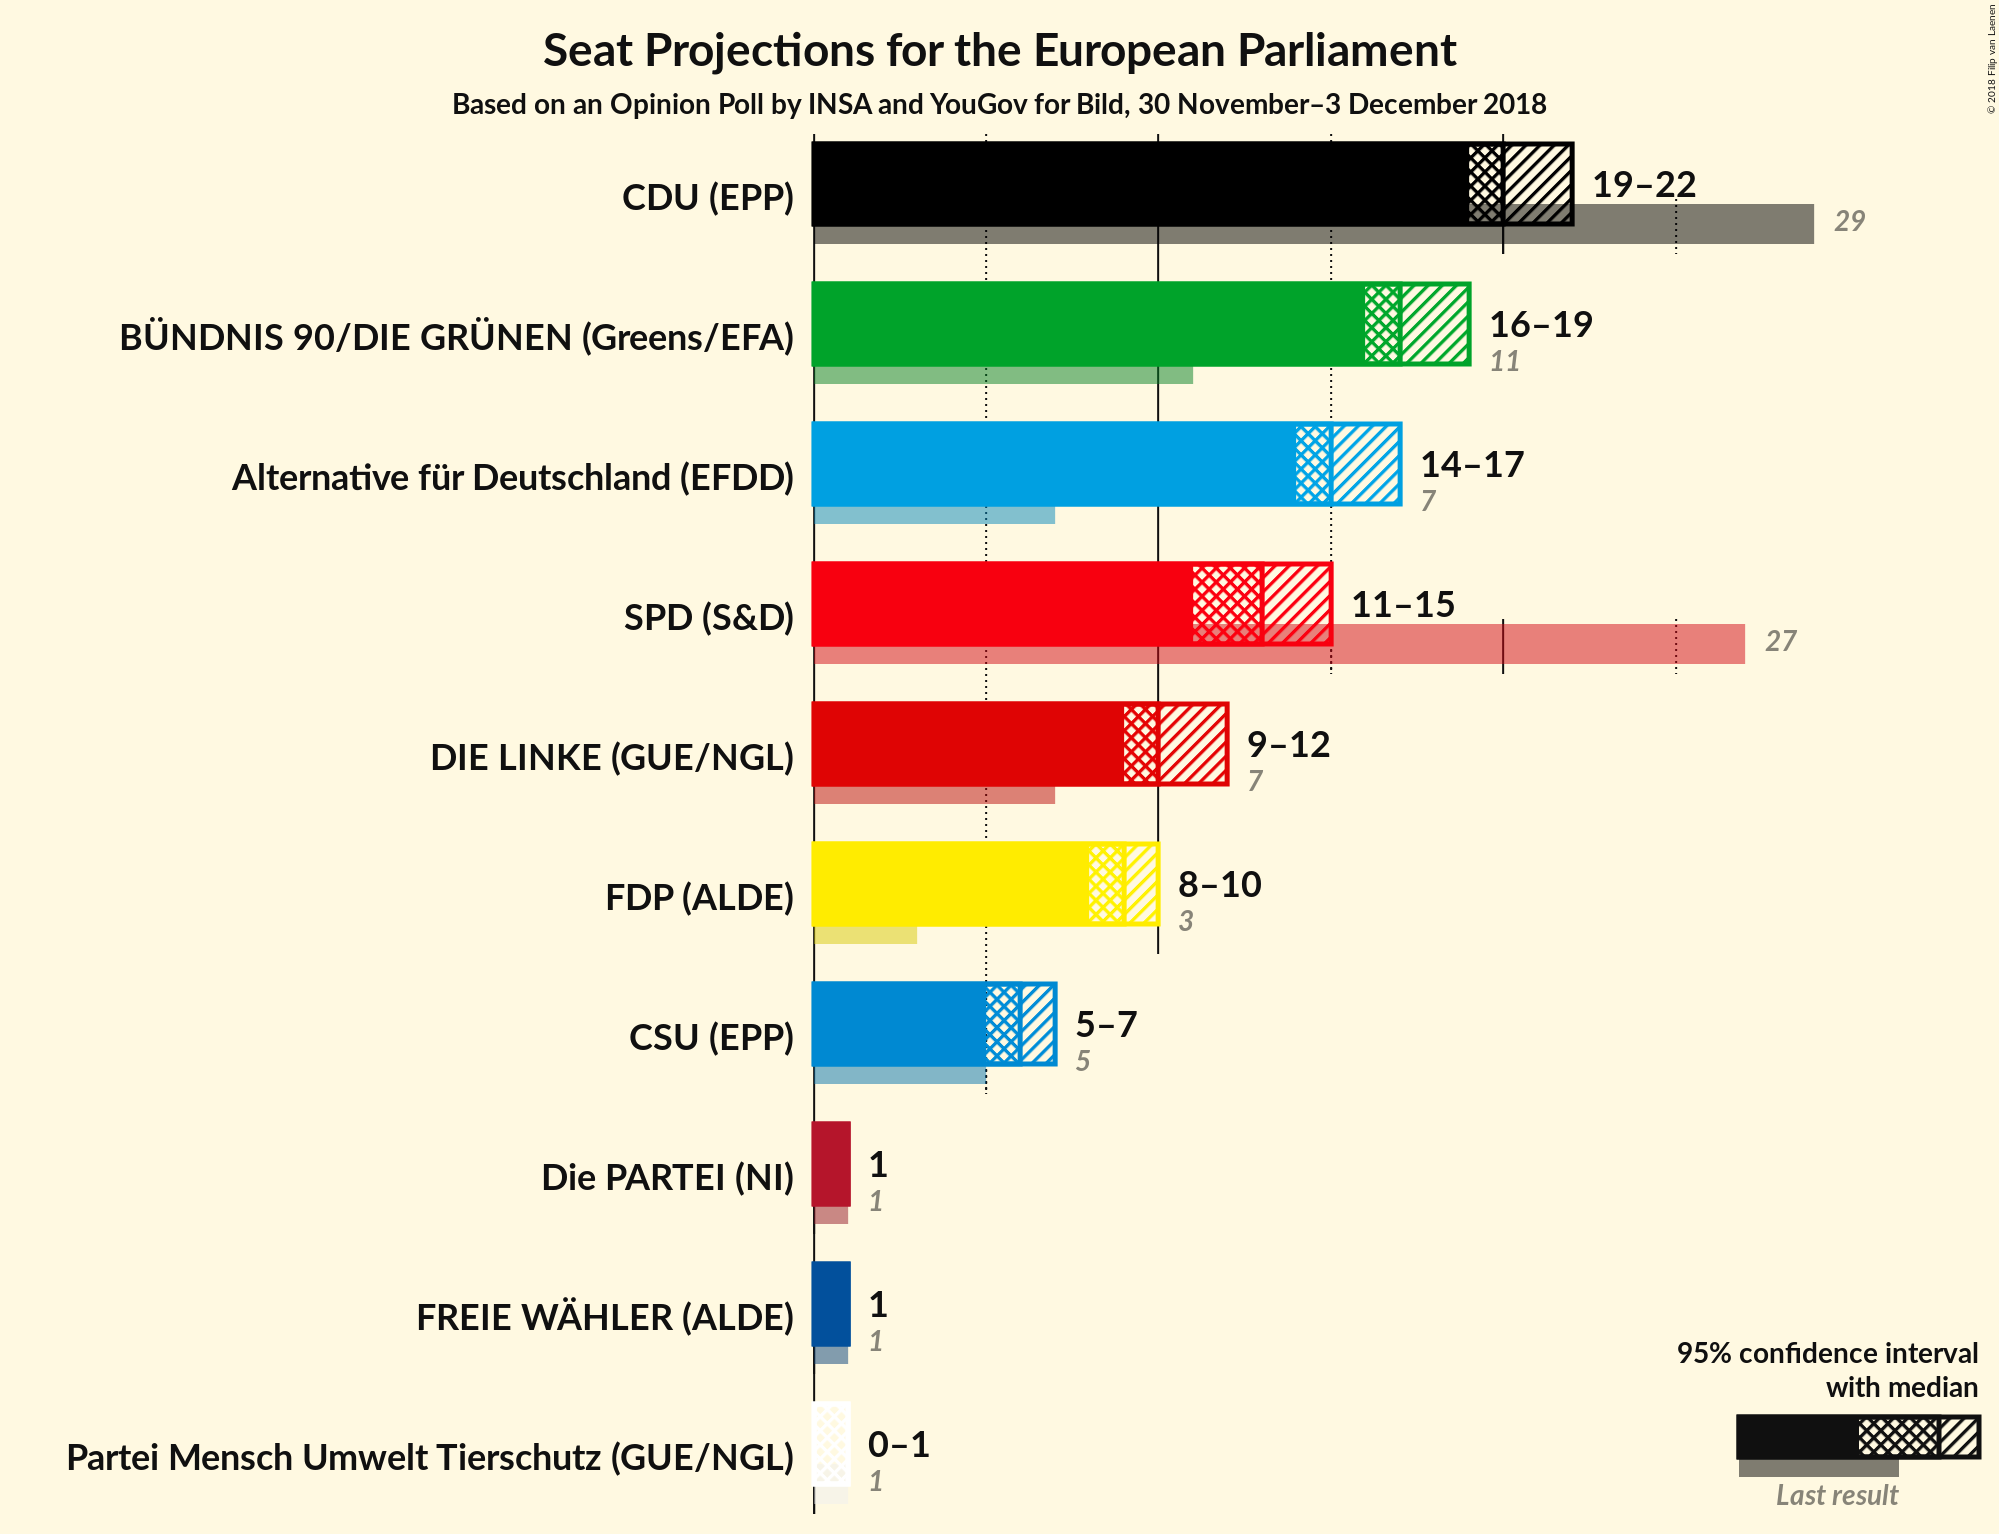 Seat Projections for the European Parliament
Based on an Opinion Poll by INSA and YouGov for Bild, 30 November–3 December 2018
© 2018 Filip van Laenen
CDU (EPP)
19–22
29
BÜNDNIS 90/DIE GRÜNEN (Greens/EFA)
16–19
11
Alternative für Deutschland (EFDD)
14–17
7
SPD (S&D)
11–15
27
DIE LINKE (GUE/NGL)
9–12
7
FDP (ALDE)
8–10
3
CSU (EPP)
5–7
5
Die PARTEI (NI)
1
1
FREIE WÄHLER (ALDE)
1
1
Partei Mensch Umwelt Tierschutz (GUE/NGL)
0–1
1
95% confidence interval
with median
Last result